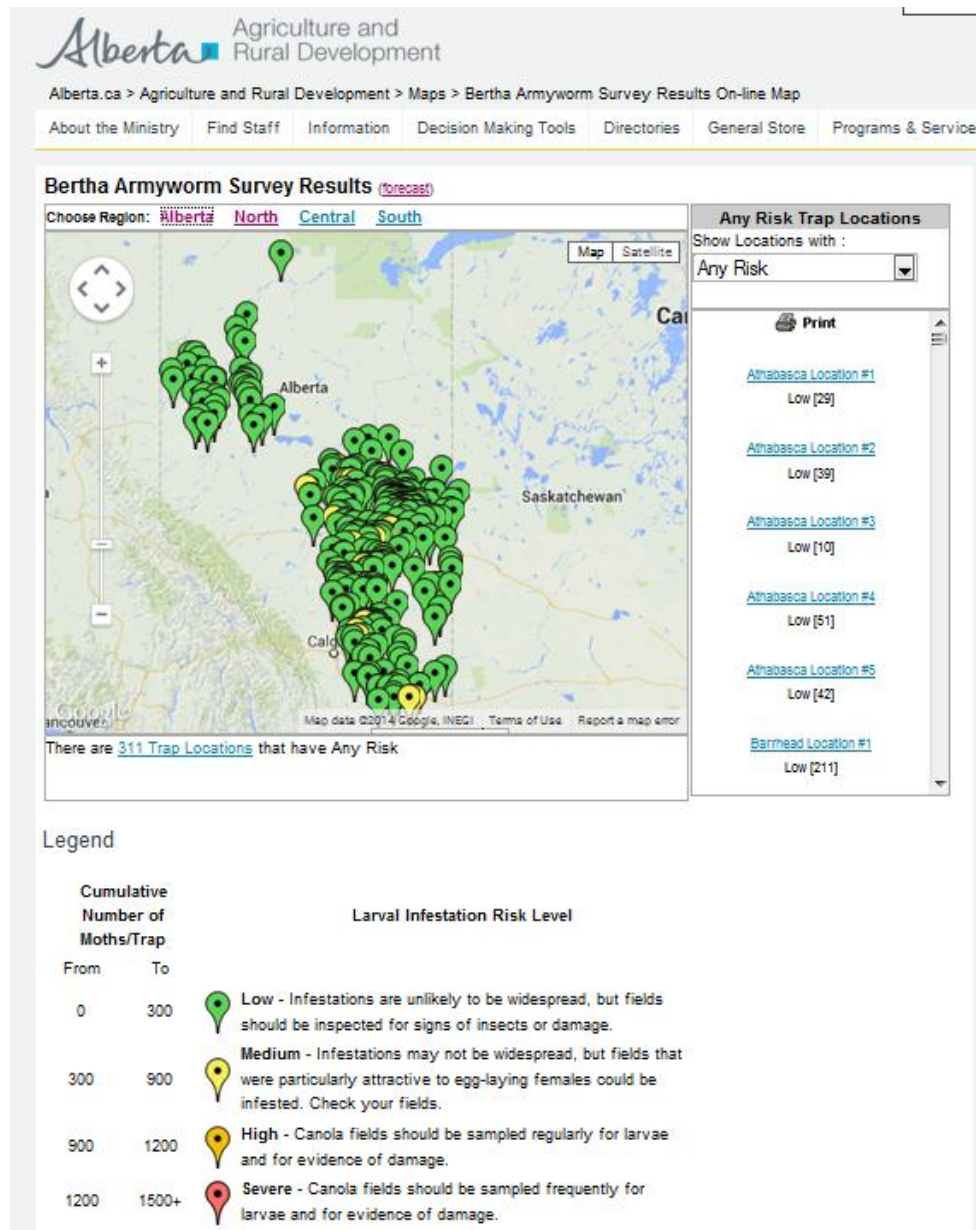 Alberta Agriculture and
Rural Development
Alberta.ca > Agriculture and Rural Development > Maps > Bertha Armyworm Survey Results On-line Map
About the Ministry Find Staff Information Decision Making Tools Directories General Store Programs & Service
Bertha Armyworm Survey Results (forecast)
Choose Region: Alberta North Central South
Any Risk Trap Locations
Show Locations with :
Any Risk
Map Satellite
Ca
Alberta
Saskatchewan
Calg
ancouver
Google
Map data ©2014 Google, INEGI Terms of Use Report a map error
There are 311 Trap Locations that have Any Risk
Print
Athabasca Location #1
Low [29]
Athabasca Location #2
Low [39]
Athabasca Location #3
Low [10]
Athabasca Location #4
Low [51]
Athabasca Location #5
Low [42]
Barrhead Location #1
Low [211]
Legend
Cumulative
Number of
Moths/Trap
Larval Infestation Risk Level
From To
0 300 Low - Infestations are unlikely to be widespread, but fields
should be inspected for signs of insects or damage.
300 900 Medium - Infestations may not be widespread, but fields that
were particularly attractive to egg-laying females could be
infested. Check your fields.
900 1200 High - Canola fields should be sampled regularly for larvae
and for evidence of damage.
1200 1500+ Severe - Canola fields should be sampled frequently for
larvae and for evidence of damage.